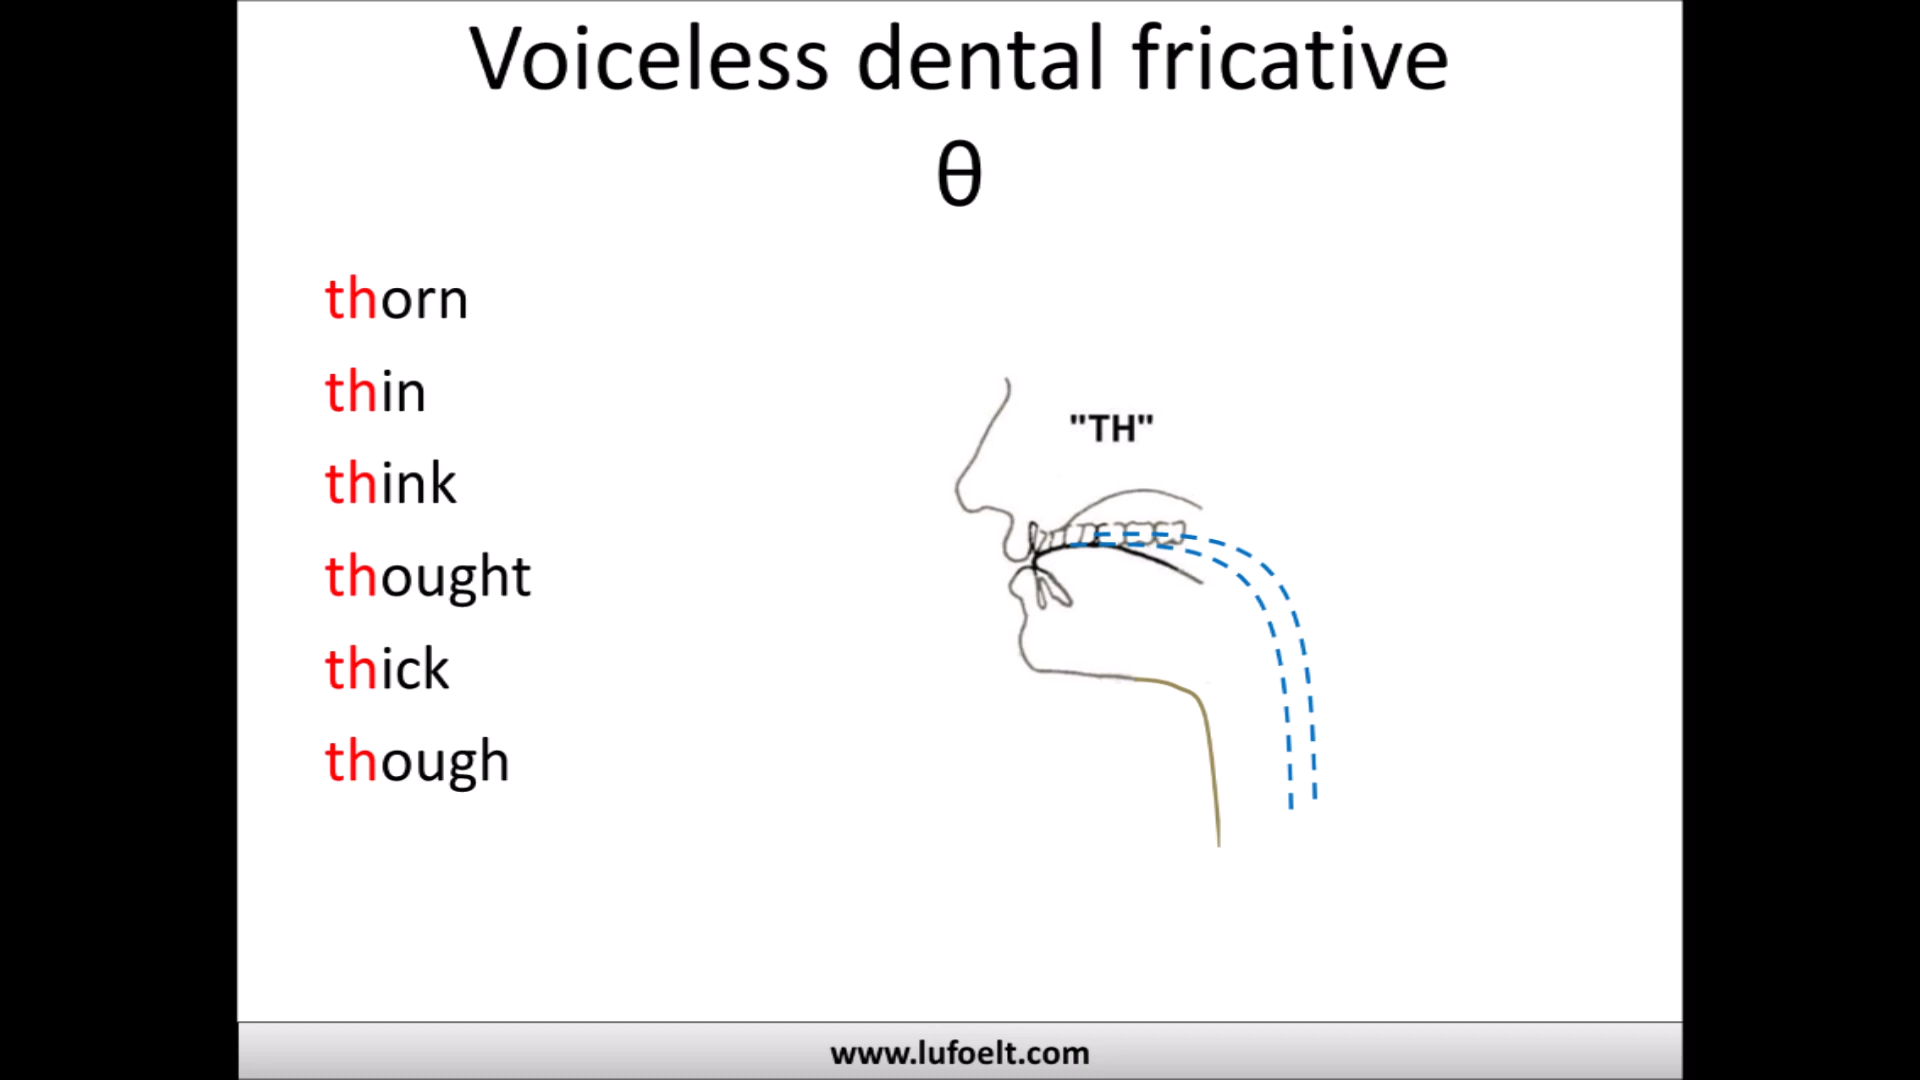 Voiceless dental fricative
θ
thorn
thin
think
thought
thick
though
"TH"
www.lufoelt.com